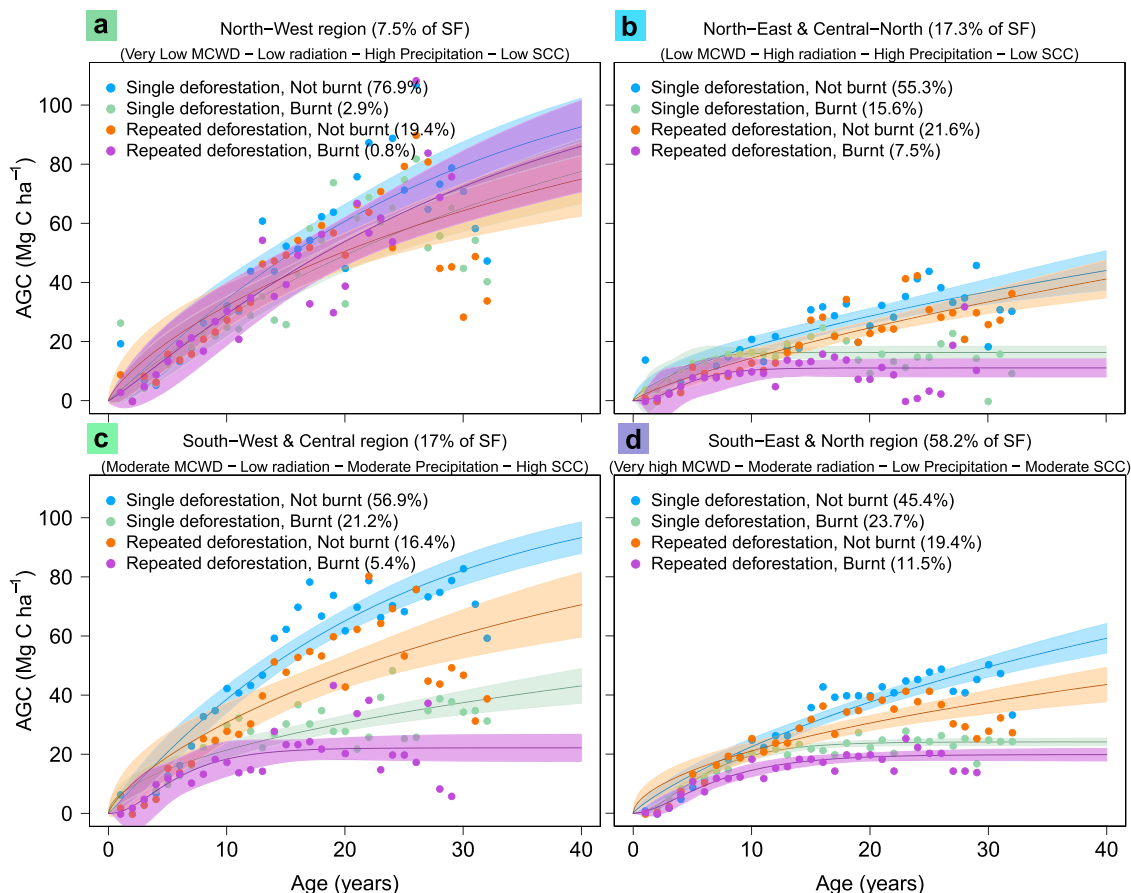 a
North−West region (7.5% of SF)
(Very Low MCWD − Low radiation − High Precipitation − Low SCC)
Single deforestation, Not burnt (76.9%)
Single deforestation, Burnt (2.9%)
Repeated deforestation, Not burnt (19.4%)
Repeated deforestation, Burnt (0.8%)
AGC (Mg C ha⁻¹)
100
80
60
40
20
0
b
North−East & Central−North (17.3% of SF)
(Low MCWD − High radiation − High Precipitation − Low SCC)
Single deforestation, Not burnt (55.3%)
Single deforestation, Burnt (15.6%)
Repeated deforestation, Not burnt (21.6%)
Repeated deforestation, Burnt (7.5%)
c
South−West & Central region (17% of SF)
(Moderate MCWD − Low radiation − Moderate Precipitation − High SCC)
Single deforestation, Not burnt (56.9%)
Single deforestation, Burnt (21.2%)
Repeated deforestation, Not burnt (16.4%)
Repeated deforestation, Burnt (5.4%)
AGC (Mg C ha⁻¹)
100
80
60
40
20
0
0 10 20 30 40
Age (years)
d
South−East & North region (58.2% of SF)
(Very high MCWD − Moderate radiation − Low Precipitation − Moderate SCC)
Single deforestation, Not burnt (45.4%)
Single deforestation, Burnt (23.7%)
Repeated deforestation, Not burnt (19.4%)
Repeated deforestation, Burnt (11.5%)
0 10 20 30 40
Age (years)